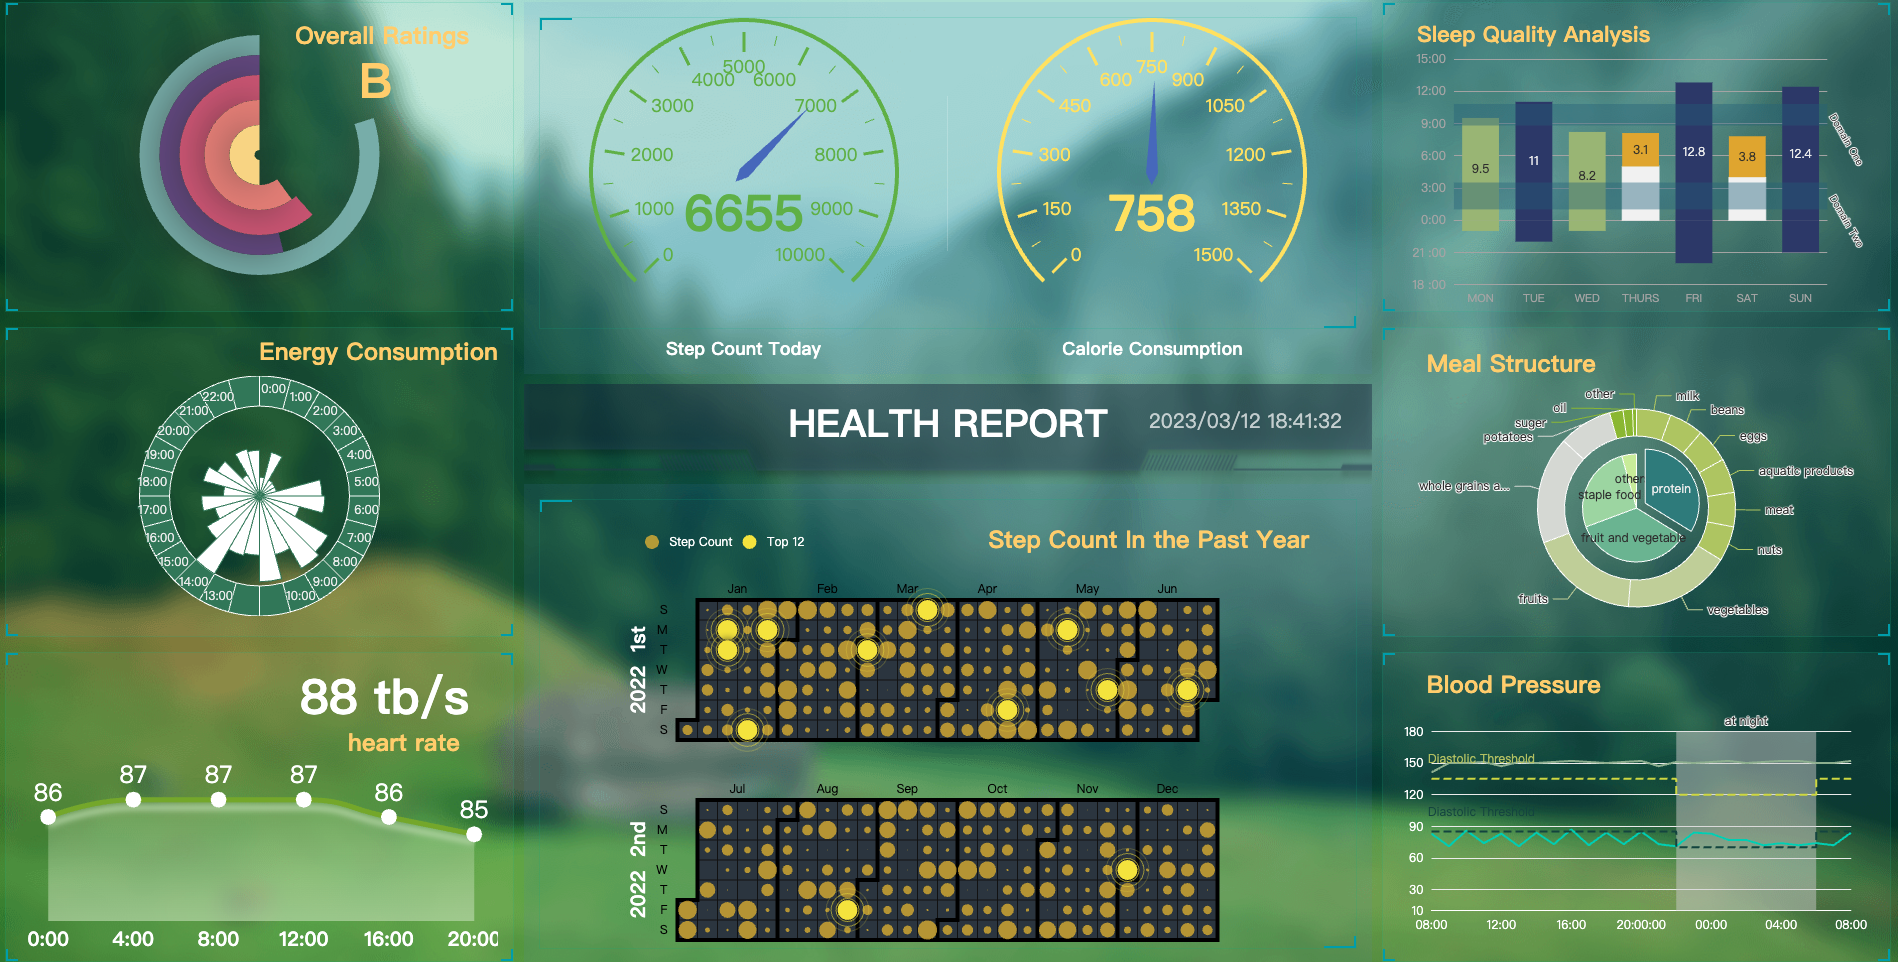 Overall Ratings
B
Energy Consumption
0:00
1:00
2:00
3:00
4:00
5:00
6:00
7:00
8:00
9:00
10:00
13:00
14:00
15:00
16:00
17:00
18:00
19:00
20:00
21:00
22:00
88 tb/s
heart rate
86
87
87
87
86
85
0:00 4:00 8:00 12:00 16:00 20:00
0
1000
2000
3000
4000
5000
6000
7000
8000
9000
10000
6655
Step Count Today
0
150
300
450
600
750
900
1050
1200
1350
1500
758
Calorie Consumption
HEALTH REPORT
2023/03/12 18:41:32
Step Count
Top 12
Step Count In the Past Year
Jan Feb Mar Apr May Jun
2022 1st
S
M
T
W
T
F
S
Jul Aug Sep Oct Nov Dec
2022 2nd
S
M
T
W
T
F
S
Sleep Quality Analysis
15:00
12:00
9:00
6:00
3:00
0:00
21:00
18:00
9.5
11
8.2
3.1
12.8
3.8
12.4
Domain One
Domain Two
MON TUE WED THURS FRI SAT SUN
Meal Structure
other
oil
suger
potatoes
whole grains a...
fruits
milk
beans
eggs
aquatic products
meat
nuts
vegetables
other
staple food
protein
fruit and vegetable
Blood Pressure
at night
180
150
120
90
60
30
10
Diastolic Threshold
Diastolic Threshold
08:00 12:00 16:00 20:00:00 00:00 04:00 08:00